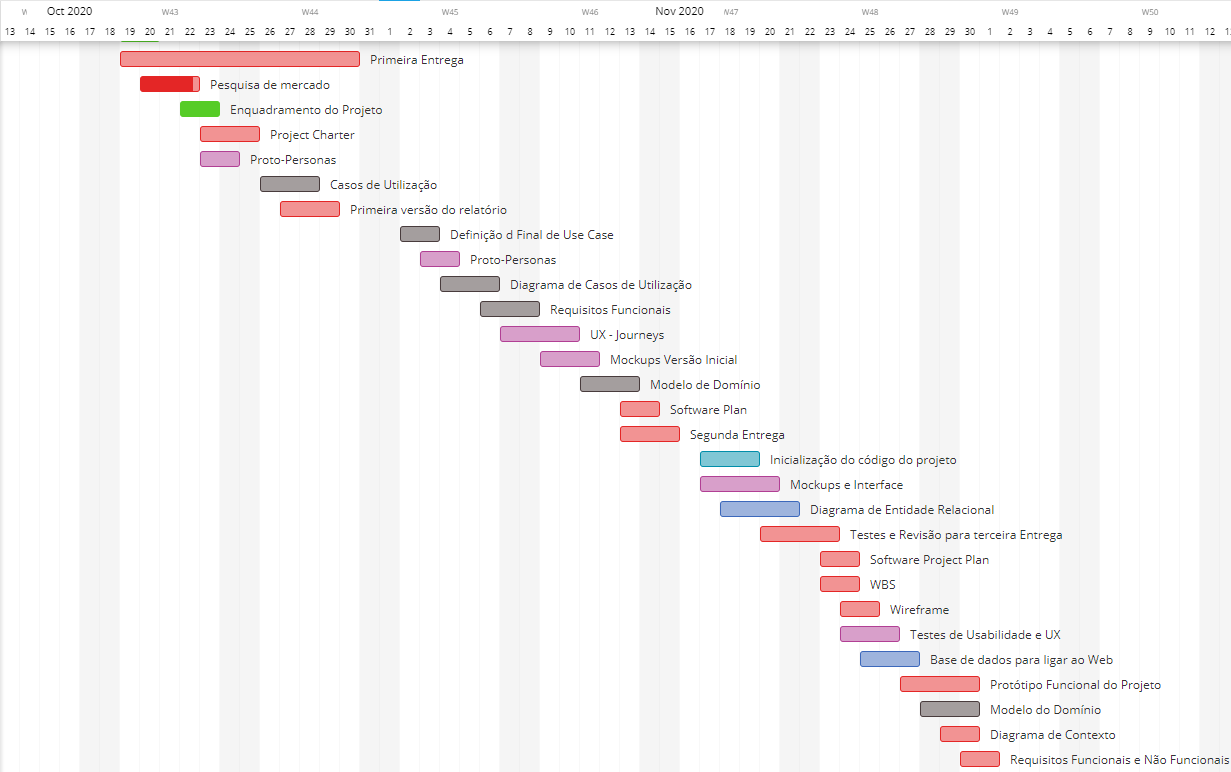 W Oct 2020 W43 W44 W45 W46 Nov 2020 W47 W48 W49 W50
13 14 15 16 17 18 19 20 21 22 23 24 25 26 27 28 29 30 31 1 2 3 4 5 6 7 8 9 10 11 12 13 14 15 16 17 18 19 20 21 22 23 24 25 26 27 28 29 30 1 2 3 4 5 6 7 8 9 10 11 12
Primeira Entrega
Pesquisa de mercado
Enquadramento do Projeto
Project Charter
Proto-Personas
Casos de Utilização
Primeira versão do relatório
Definição d Final de Use Case
Proto-Personas
Diagrama de Casos de Utilização
Requisitos Funcionais
UX - Journeys
Mockups Versão Inicial
Modelo de Domínio
Software Plan
Segunda Entrega
Inicialização do código do projeto
Mockups e Interface
Diagrama de Entidade Relacional
Testes e Revisão para terceira Entrega
Software Project Plan
WBS
Wireframe
Testes de Usabilidade e UX
Base de dados para ligar ao Web
Protótipo Funcional do Projeto
Modelo do Domínio
Diagrama de Contexto
Requisitos Funcionais e Não Funcionais